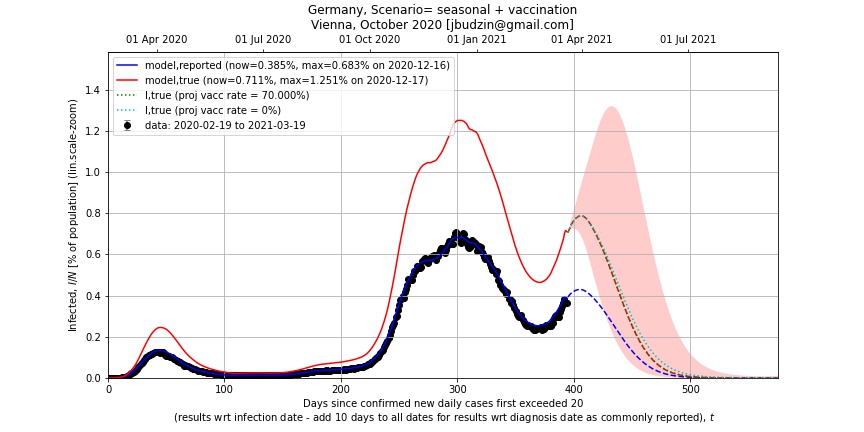 Germany, Scenario= seasonal + vaccination
Vienna, October 2020 [jbudzin@gmail.com]
01 Apr 2020 01 Jul 2020 01 Oct 2020 01 Jan 2021 01 Apr 2021 01 Jul 2021
model,reported (now=0.385%, max=0.683% on 2020-12-16)
model,true (now=0.711%, max=1.251% on 2020-12-17)
I,true (proj vacc rate = 70.000%)
I,true (proj vacc rate = 0%)
data: 2020-02-19 to 2021-03-19
Infected, I/N [% of population] (lin.scale-zoom)
1.4
1.2
1.0
0.8
0.6
0.4
0.2
0.0
0 100 200 300 400 500
Days since confirmed new daily cases first exceeded 20
(results wrt infection date - add 10 days to all dates for results wrt diagnosis date as commonly reported), t